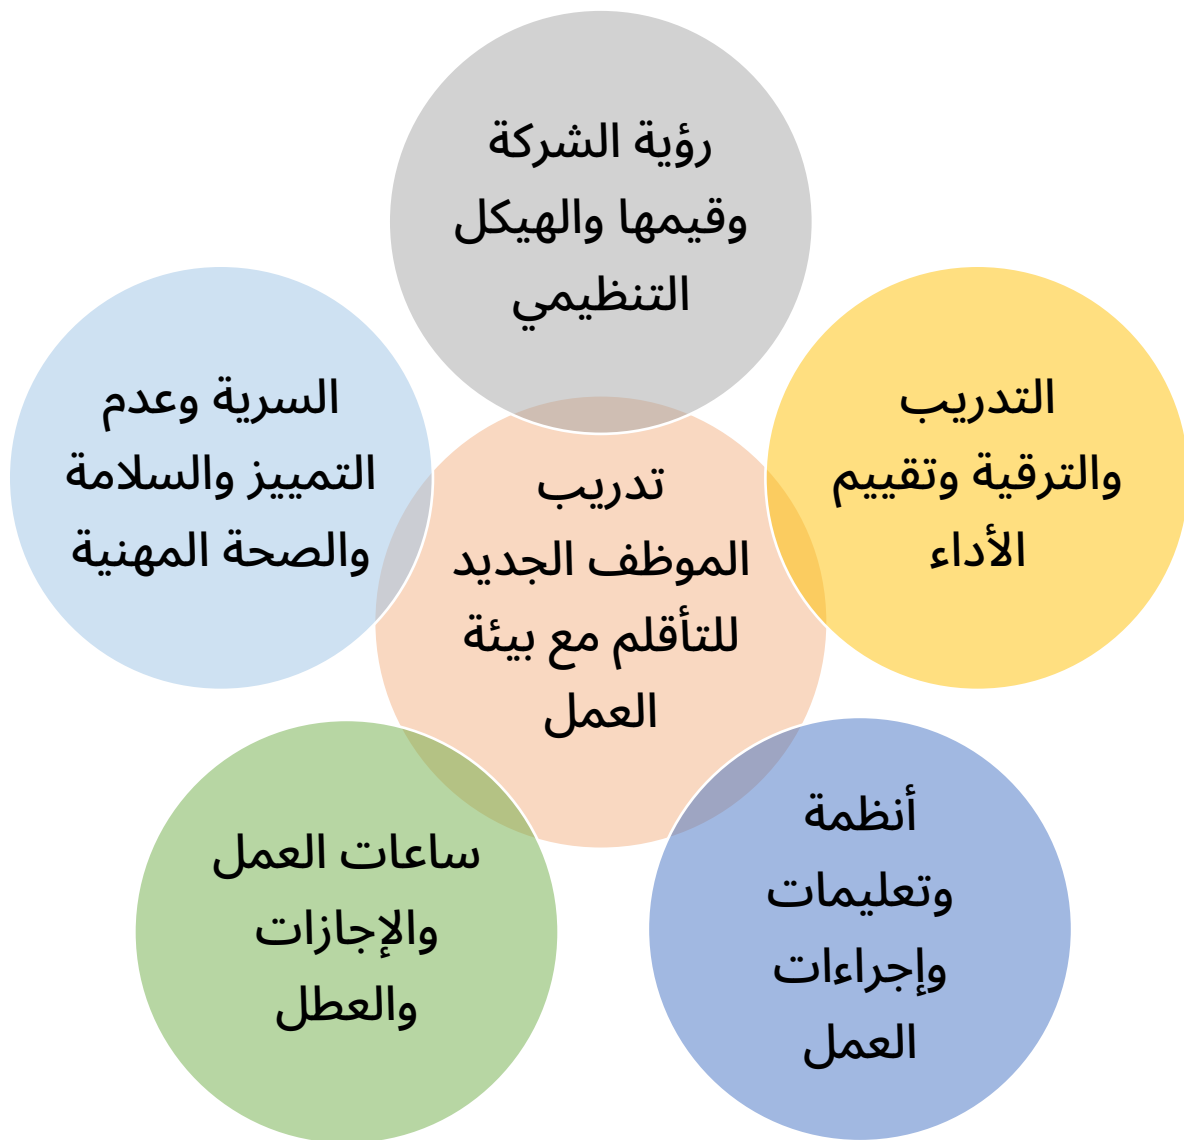 رؤية الشركة
وقيمها والهيكل
التنظيمي
التدريب
والترقية وتقييم
الأداء
السرية وعدم
التمييز والسلامة
والصحة المهنية
تدريب
الموظف الجديد
للتأقلم مع بيئة
العمل
أنظمة
وتعليمات
وإجراءات
العمل
ساعات العمل
والإجازات
والعطل